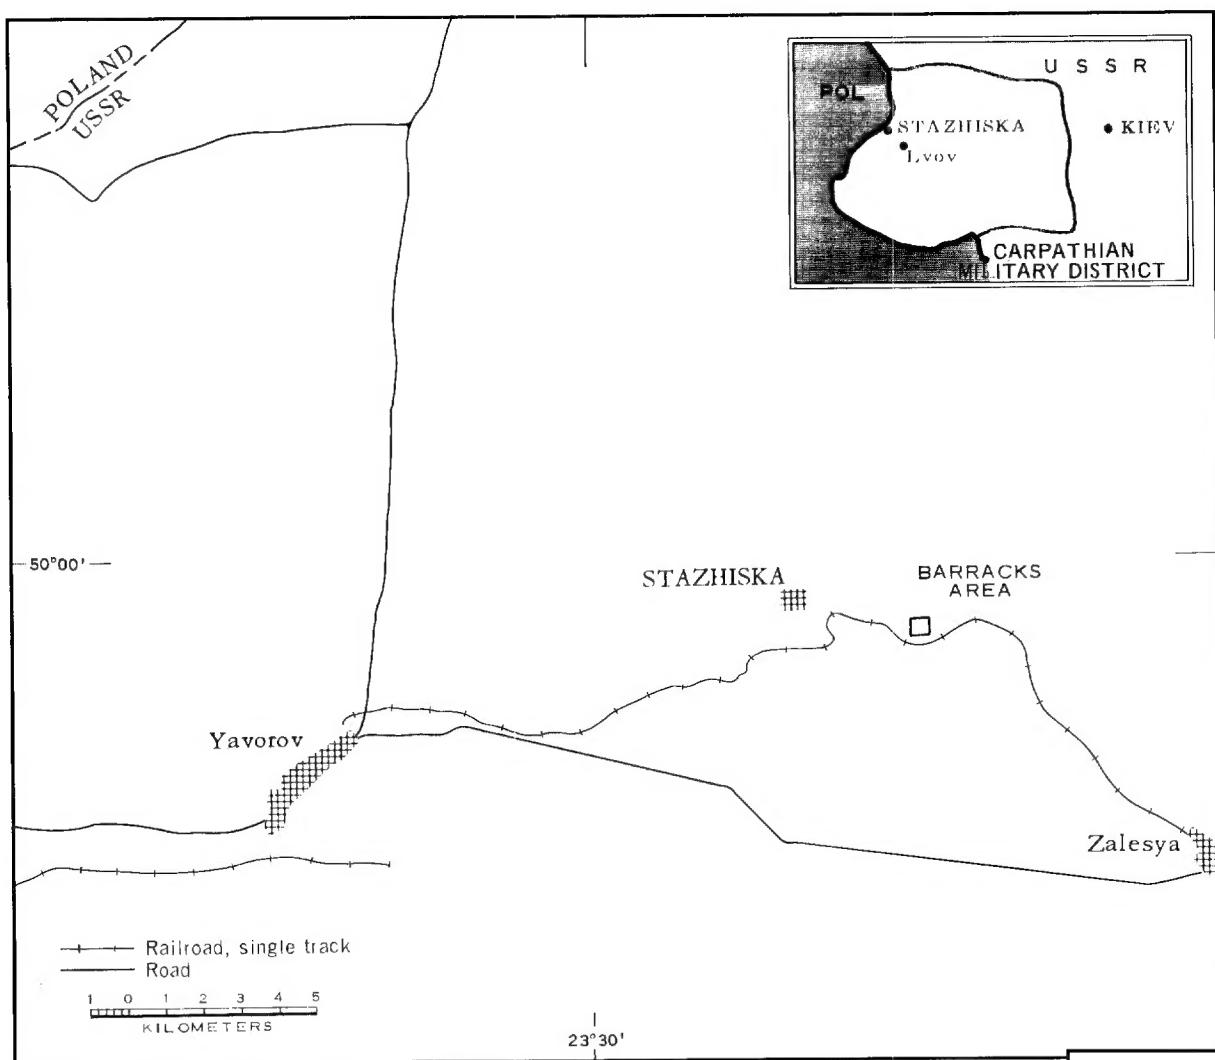 POLAND
USSR
U S S R
POL
STAZHISKA
KIEV
Lvov
CARPATHIAN
MILITARY DISTRICT
50°00'
STAZHISKA
BARRACKS
AREA
Yavorov
Zalesya
Railroad, single track
Road
1 0 1 2 3 4 5
KILOMETERS
23°30'